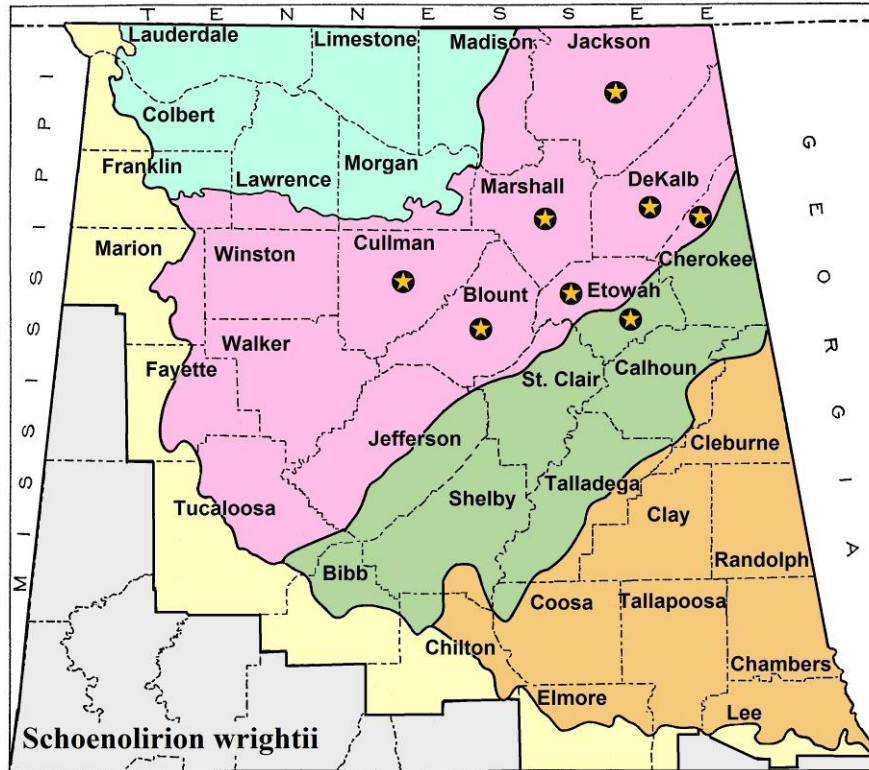 TENNESSEE
Lauderdale
Limestone
Madison
Jackson
Colbert
Franklin
Lawrence
Morgan
Marshall
DeKalb
Marion
Winston
Cullman
Cherokee
Blount
Etowah
Walker
Fayette
St. Clair
Calhoun
Jefferson
Cleburne
Tucaloosa
Shelby
Talladega
Clay
Randolph
Bibb
Coosa
Tallapoosa
Chilton
Chambers
Elmore
Lee
MISSISSIPPI
GEORGIA
Schoenolirion wrightii